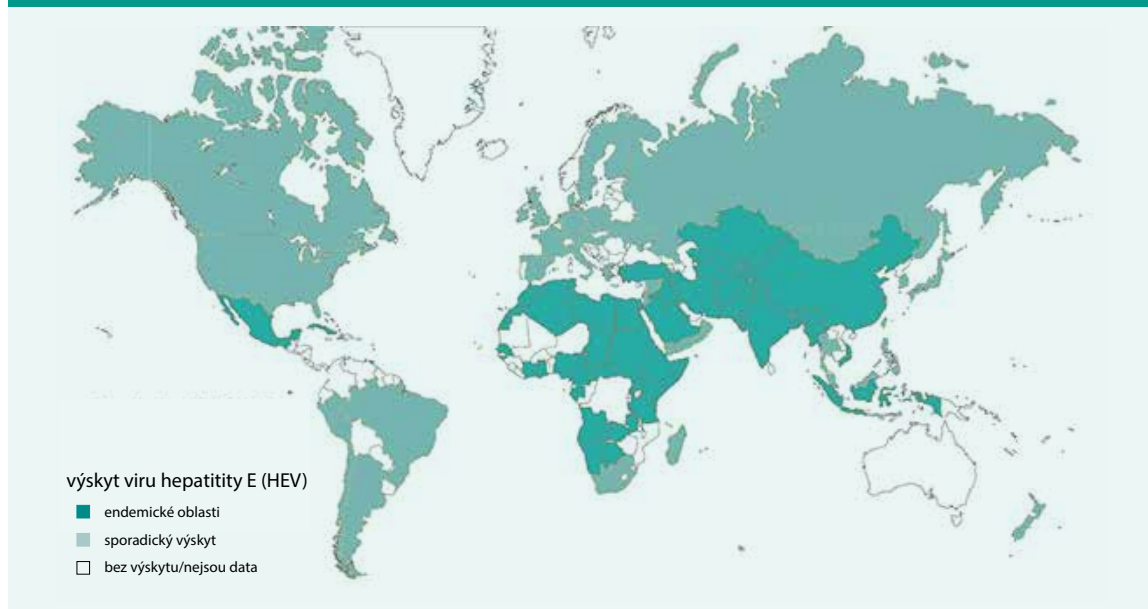 výskyt viru hepatitity E (HEV)
endemické oblasti
sporadický výskyt
bez výskytu/nejsou data